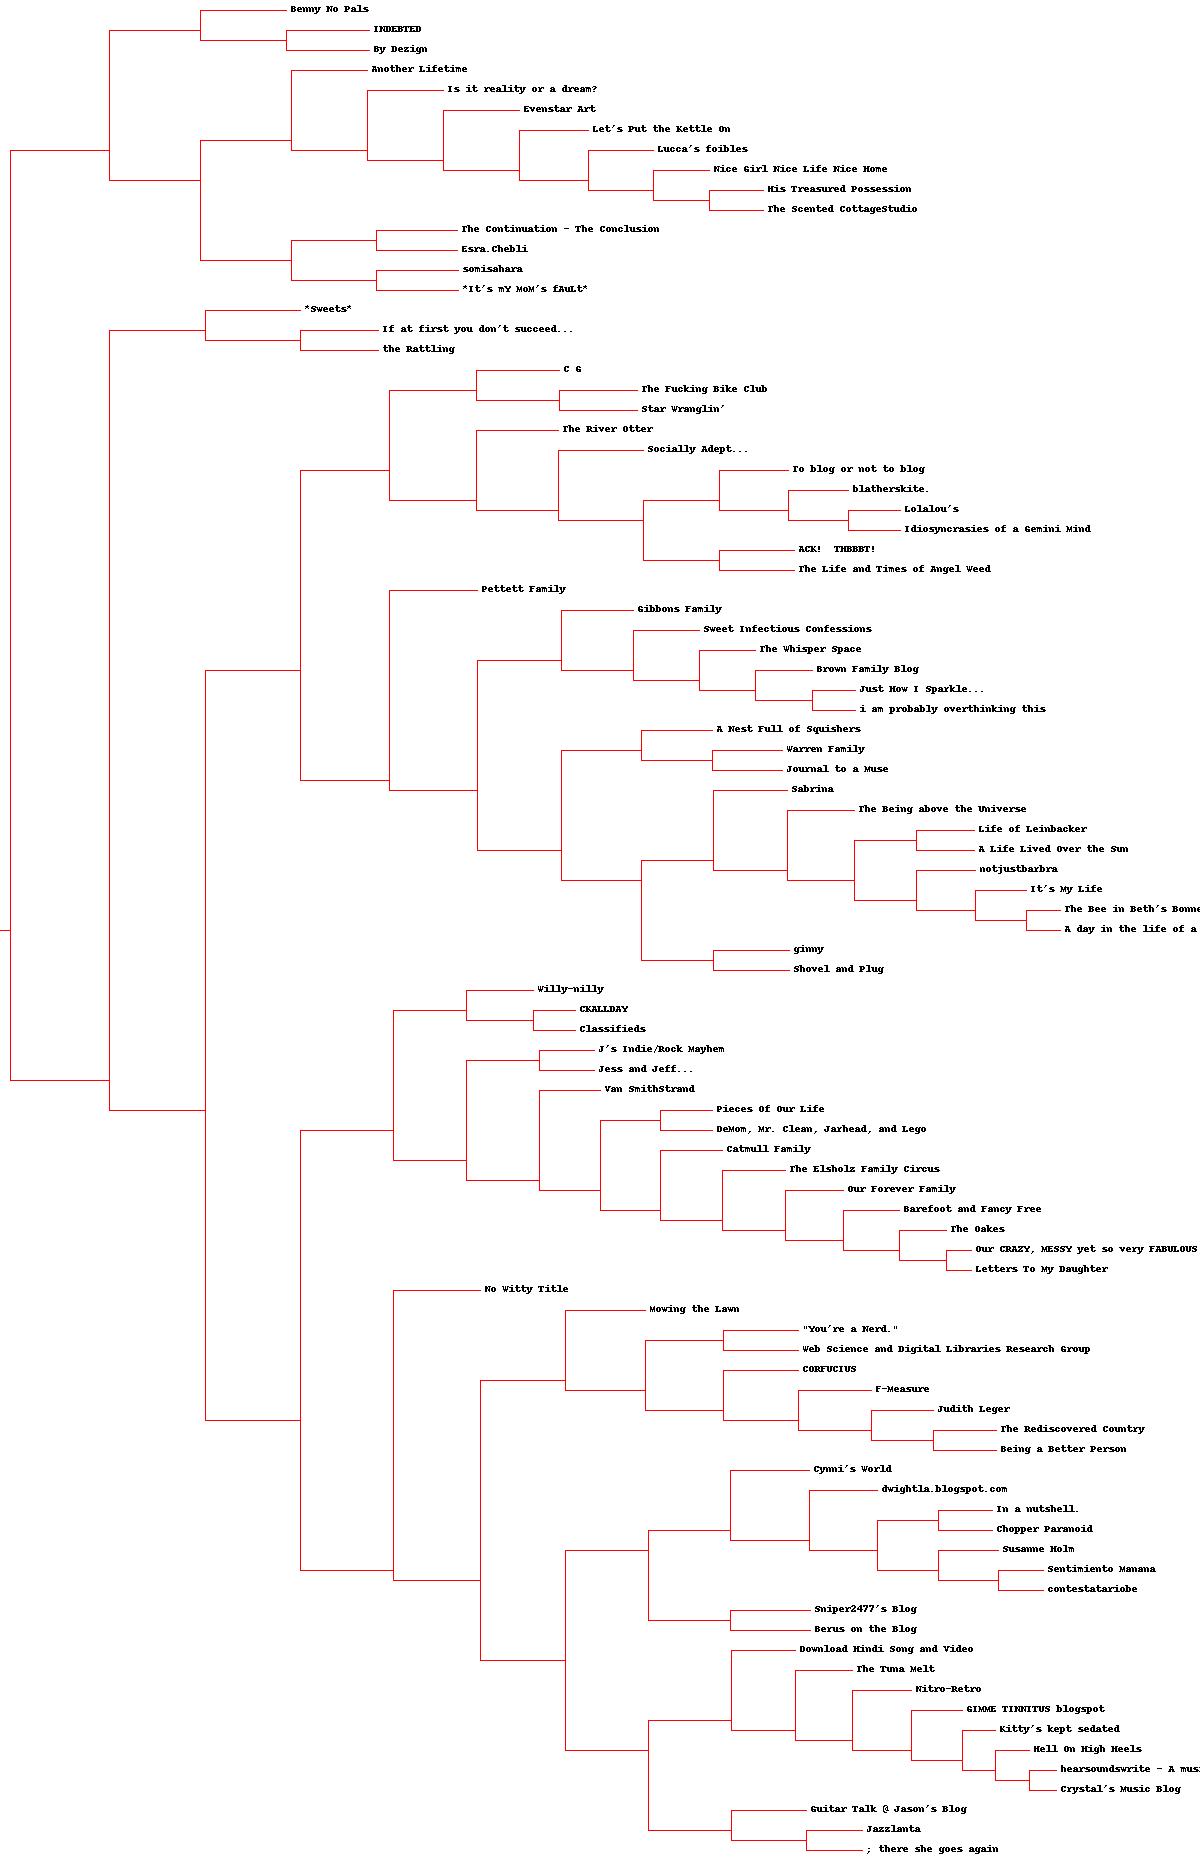 Benny No Pals
INDEBTED
By Dezign
Another Lifetime
Is it reality or a dream?
Evenstar Art
Let's Put the Kettle On
Lucca's foibles
Nice Girl Nice Life Nice Home
His Treasured Possession
The Scented CottageStudio
The Continuation - The Conclusion
Esra.Chebli
somisahara
*It's mY MoM's fAuLt*
*Sweets*
If at first you don't succeed...
the Rattling
C G
The Fucking Bike Club
Star Wranglin'
The River Otter
Socially Adept...
To blog or not to blog
blatherskite.
Lolalou's
Idiosyncrasies of a Gemini Mind
ACK!  THBBBT!
The Life and Times of Angel Weed
Pettett Family
Gibbons Family
Sweet Infectious Confessions
The Whisper Space
Brown Family Blog
Just How I Sparkle...
i am probably overthinking this
A Nest Full of Squishers
Warren Family
Journal to a Muse
Sabrina
The Being above the Universe
Life of Leinbacker
A Life Lived Over the Sun
notjustbarbra
It's My Life
The Bee in Beth's Bonne
A day in the life of a
ginny
Shovel and Plug
Willy-nilly
CKALLDAY
Classifieds
J's Indie/Rock Mayhem
Jess and Jeff...
Van SmithStrand
Pieces Of Our Life
DeMom, Mr. Clean, Jarhead, and Lego
Catmull Family
The Elsholz Family Circus
Our Forever Family
Barefoot and Fancy Free
The Oakes
Our CRAZY, MESSY yet so very FABULOUS
Letters To My Daughter
No Witty Title
Mowing the Lawn
"You're a Nerd."
Web Science and Digital Libraries Research Group
CORFUCIUS
F-Measure
Judith Leger
The Rediscovered Country
Being a Better Person
Cynni's World
dwightla.blogspot.com
In a nutshell.
Chopper Paranoid
Susanne Holm
Sentimiento Manana
contestatariobe
Sniper2477's Blog
Berus on the Blog
Download Hindi Song and Video
The Tuna Melt
Nitro-Retro
GIMME TINNITUS blogspot
Kitty's kept sedated
Hell On High Heels
hearsoundswrite - A mus
Crystal's Music Blog
Guitar Talk @ Jason's Blog
Jazzlanta
; there she goes again